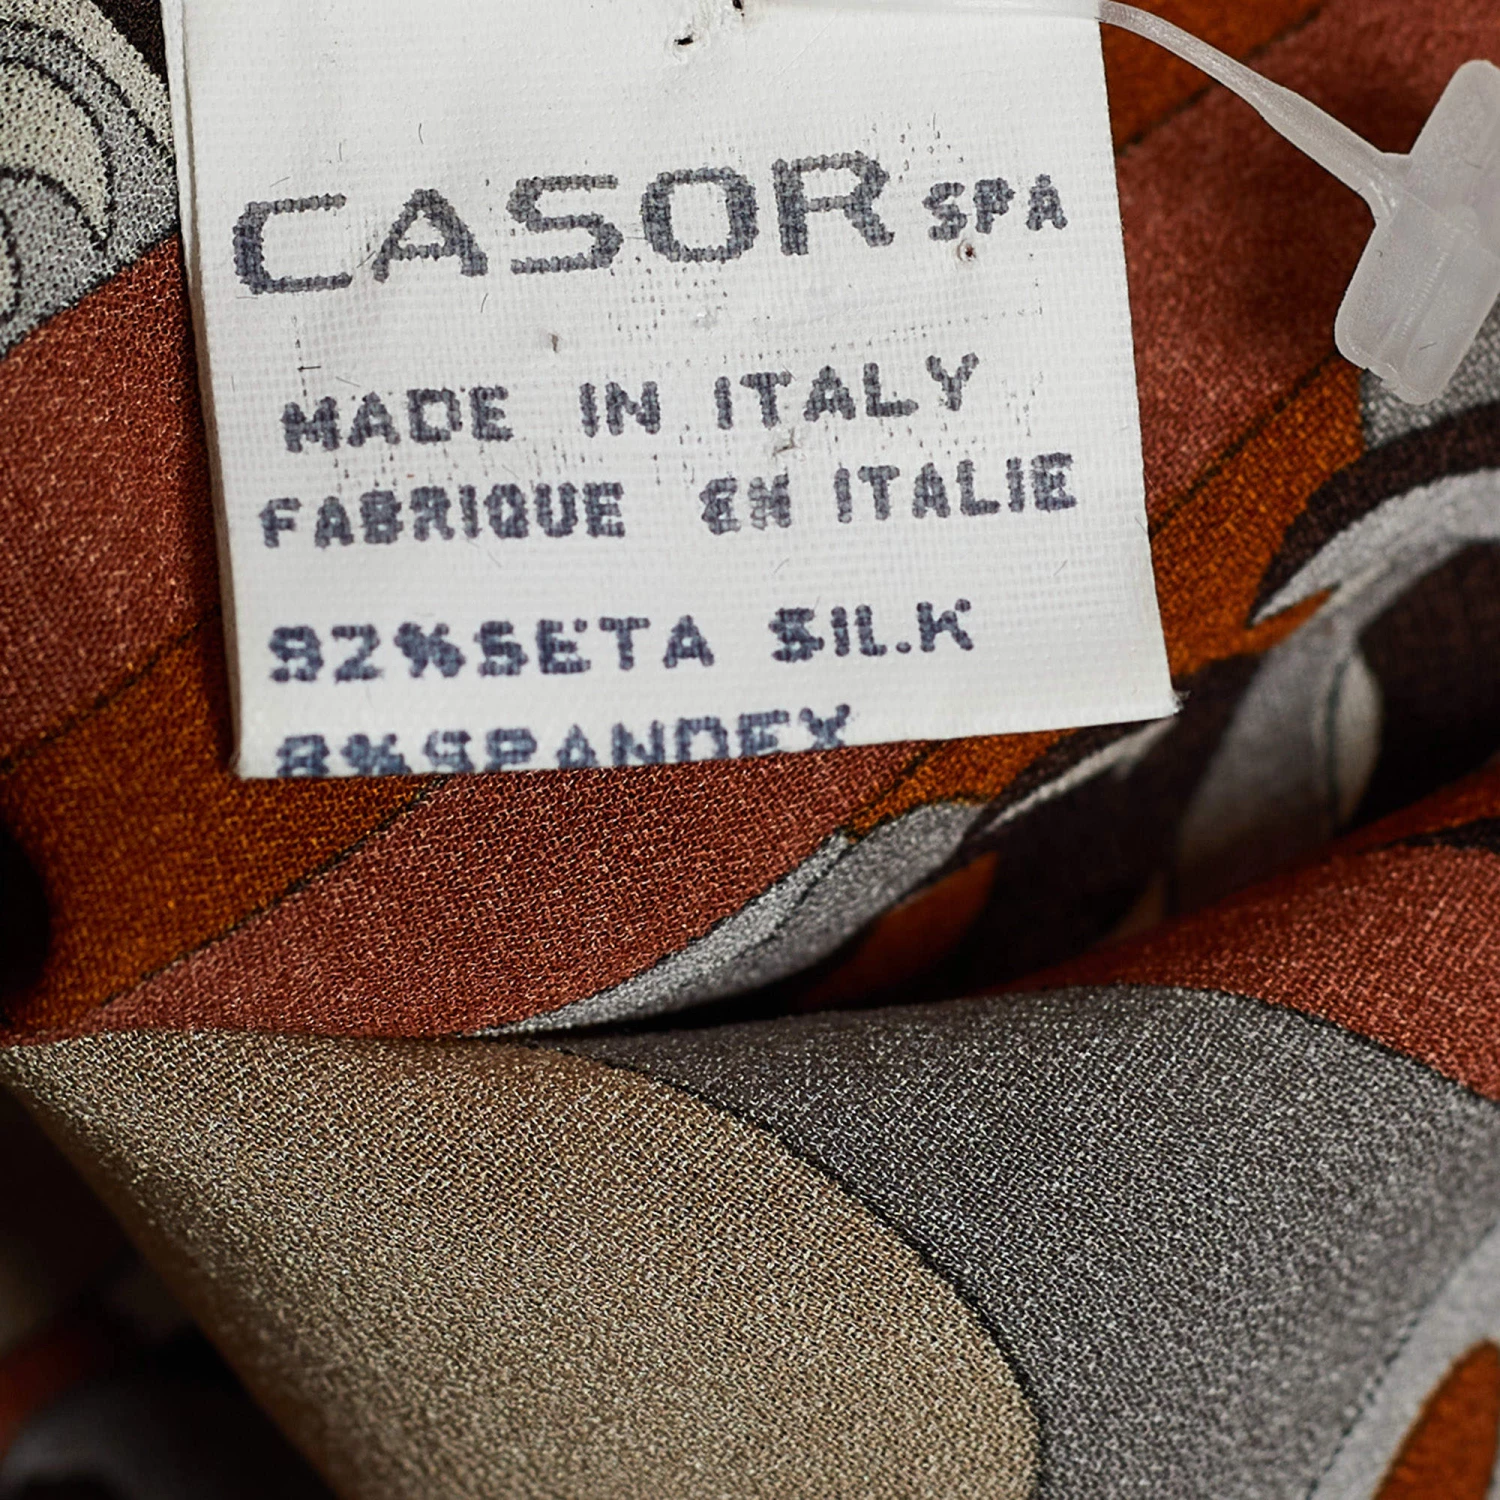 CASOR SPA
MADE IN ITALY
FABRIQUE EN ITALIE
92%SETA SILK
8%SPANDEX